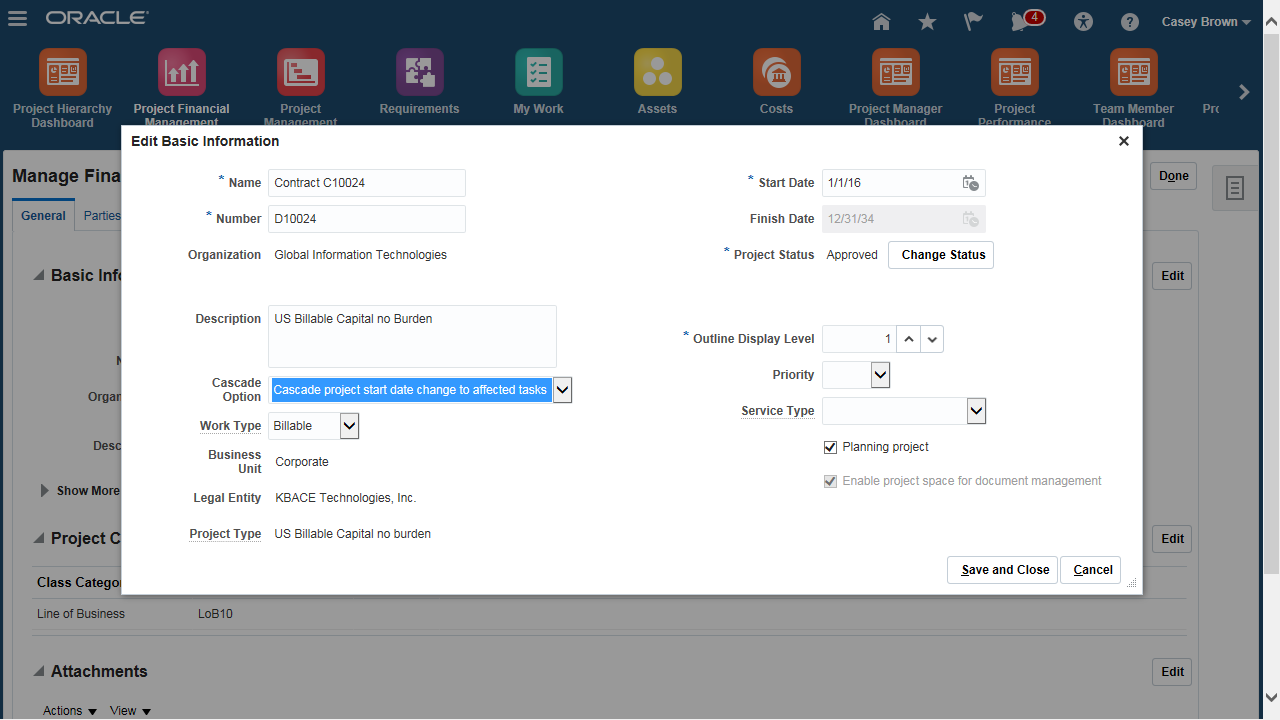 ORACLE
4
Casey Brown
Project Hierarchy
Dashboard
Project Financial
Management
Project
Management
Requirements
My Work
Assets
Costs
Project Manager
Dashboard
Project
Performance
Team Member
Dashboard
Edit Basic Information
Manage Fina
Done
General
Parties
Basic Info
Edit
Show More
Project C
Edit
Class Catego
Line of Business
LoB10
Attachments
Edit
Actions
View
* Name
Contract C10024
* Number
D10024
Organization
Global Information Technologies
Description
US Billable Capital no Burden
Cascade
Option
Cascade project start date change to affected tasks
Work Type
Billable
Business
Unit
Corporate
Legal Entity
KBACE Technologies, Inc.
Project Type
US Billable Capital no burden
* Start Date
1/1/16
Finish Date
12/31/34
* Project Status
Approved
Change Status
* Outline Display Level
1
Priority
Service Type
Planning project
Enable project space for document management
Save and Close
Cancel